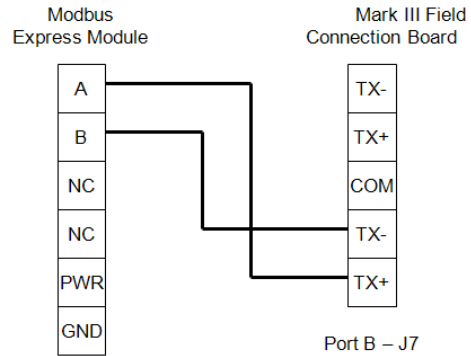 Modbus
Express Module
Mark III Field
Connection Board
A
B
NC
NC
PWR
GND
TX-
TX+
COM
TX-
TX+
Port B – J7